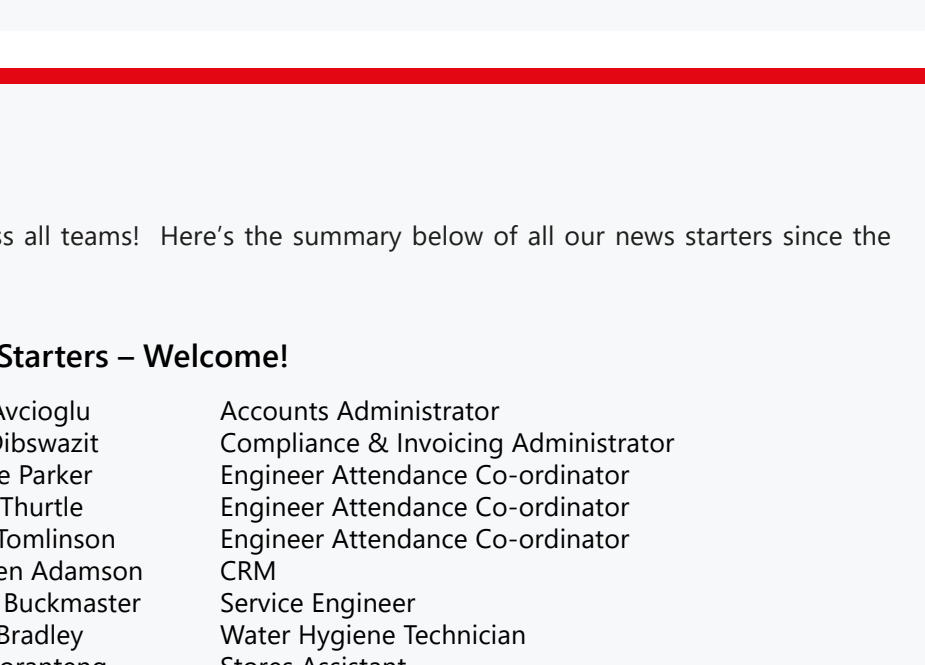 all teams! Here's the summary below of all our news starters since the
Starters – Welcome!
Avcioglu Accounts Administrator
Dibswazit Compliance & Invoicing Administrator
Parker Engineer Attendance Co-ordinator
Thurtle Engineer Attendance Co-ordinator
Tomlinson Engineer Attendance Co-ordinator
Adamson CRM
Buckmaster Service Engineer
Bradley Water Hygiene Technician
Stores Assistant